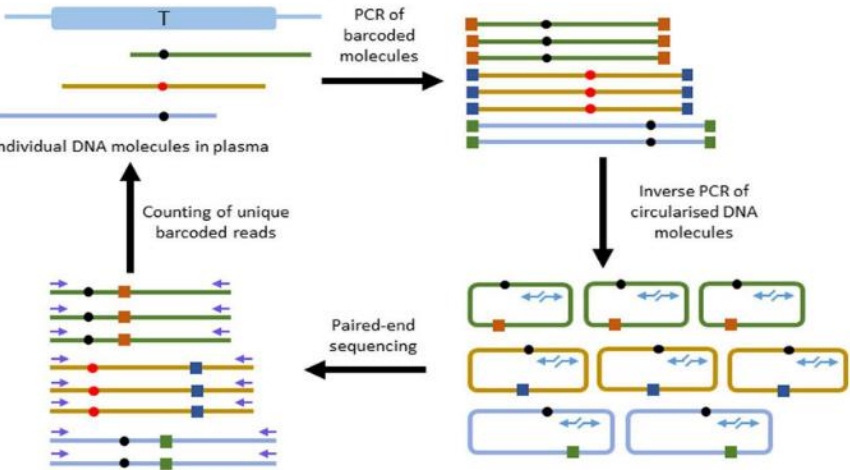 T
PCR of
barcoded
molecules
ndividual DNA molecules in plasma
Counting of unique
barcoded reads
Inverse PCR of
circularised DNA
molecules
Paired-end
sequencing